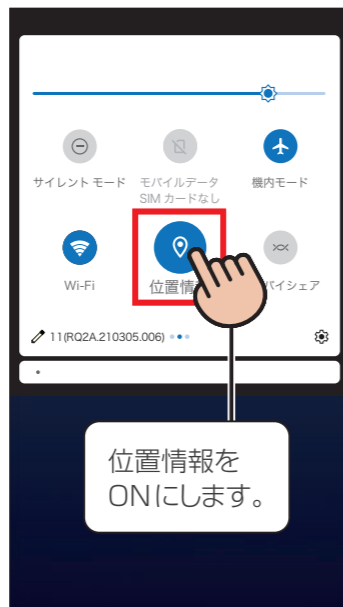 サイレント モード
モバイルデータ
SIM カードなし
機内モード
Wi-Fi
位置情
バイシェア
11(RQ2A.210305.006)
位置情報を
ONにします。